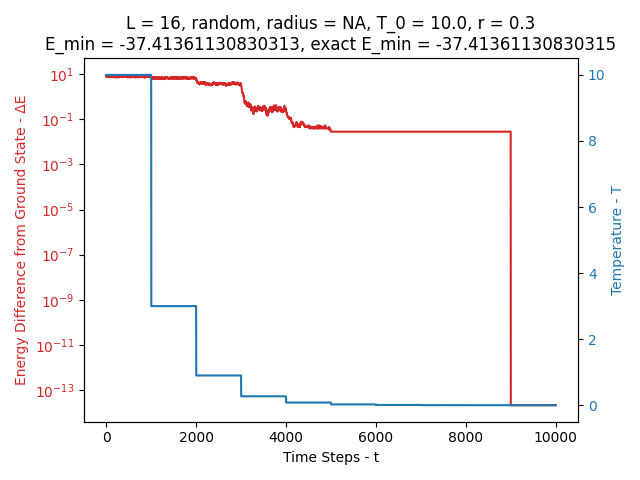 L = 16, random, radius = NA, T_0 = 10.0, r = 0.3
E_min = -37.41361130830313, exact E_min = -37.41361130830315
10¹
10⁻¹
10⁻³
10⁻⁵
10⁻⁷
10⁻⁹
10⁻¹¹
10⁻¹³
Energy Difference from Ground State - ΔE
10
8
6
4
2
0
Temperature - T
0 2000 4000 6000 8000 10000
Time Steps - t